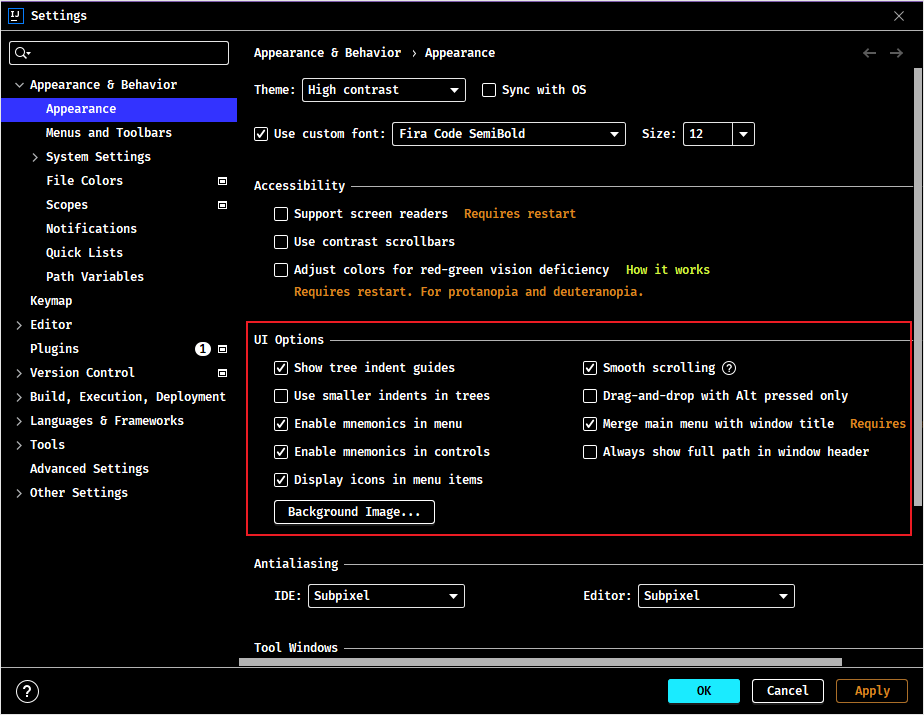 IJ Settings
Appearance & Behavior › Appearance
Appearance & Behavior
Appearance
Menus and Toolbars
System Settings
File Colors
Scopes
Notifications
Quick Lists
Path Variables
Keymap
Editor
Plugins 1
Version Control
Build, Execution, Deployment
Languages & Frameworks
Tools
Advanced Settings
Other Settings
Theme: High contrast Sync with OS
Use custom font: Fira Code SemiBold Size: 12
Accessibility
Support screen readers Requires restart
Use contrast scrollbars
Adjust colors for red-green vision deficiency How it works
Requires restart. For protanopia and deuteranopia.
UI Options
Show tree indent guides Smooth scrolling ?
Use smaller indents in trees Drag-and-drop with Alt pressed only
Enable mnemonics in menu Merge main menu with window title Requires
Enable mnemonics in controls Always show full path in window header
Display icons in menu items
Background Image...
Antialiasing
IDE: Subpixel Editor: Subpixel
Tool Windows
? OK Cancel Apply